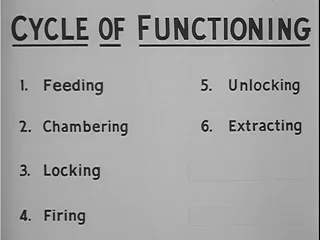 CYCLE OF FUNCTIONING
1. Feeding
2. Chambering
3. Locking
4. Firing
5. Unlocking
6. Extracting